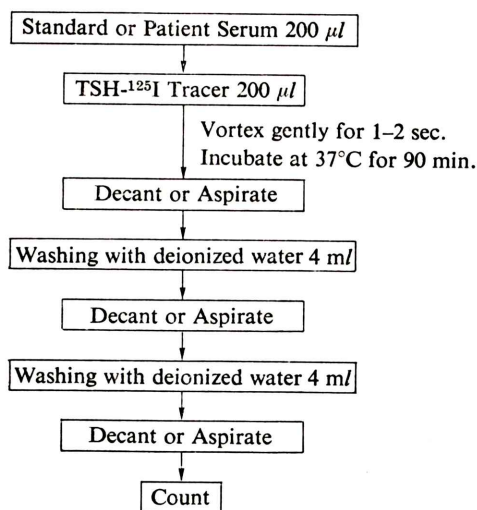 Standard or Patient Serum 200 μl
TSH-¹²⁵I Tracer 200 μl
Vortex gently for 1–2 sec.
Incubate at 37°C for 90 min.
Decant or Aspirate
Washing with deionized water 4 ml
Decant or Aspirate
Washing with deionized water 4 ml
Decant or Aspirate
Count